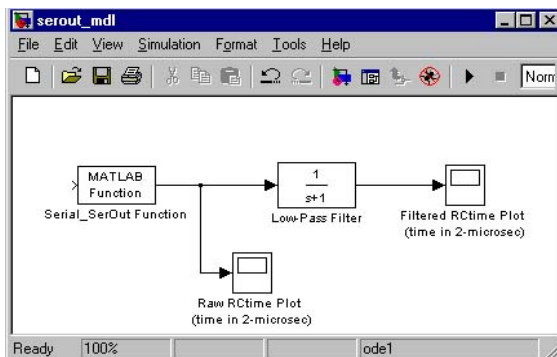 serout_mdl
File Edit View Simulation Format Tools Help
Norm
MATLAB
Function
Serial_SerOut Function
1
s+1
Low-Pass Filter
Filtered RCtime Plot
(time in 2-microsec)
Raw RCtime Plot
(time in 2-microsec)
Ready 100% ode1